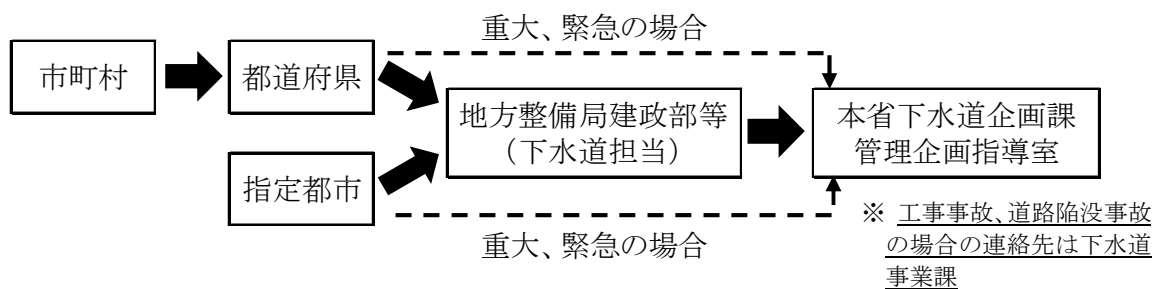 重大、緊急の場合
市町村
都道府県
地方整備局建政部等
（下水道担当）
本省下水道企画課
管理企画指導室
指定都市
重大、緊急の場合
※ 工事事故、道路陥没事故
の場合の連絡先は下水道
事業課